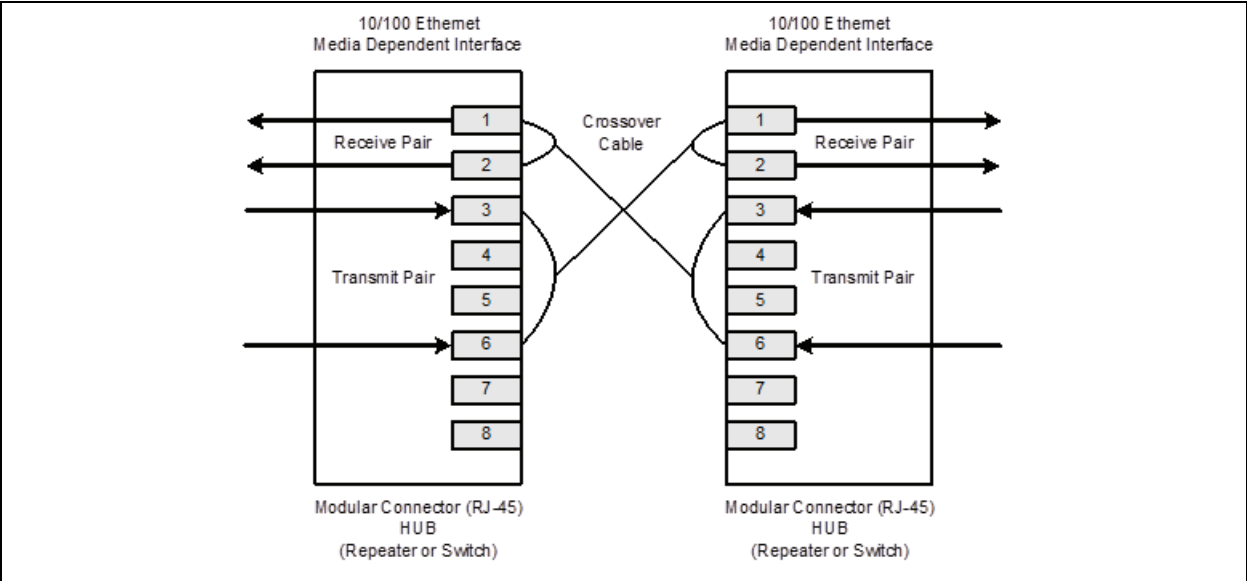 10/100 Ethernet
Media Dependent Interface
10/100 Ethernet
Media Dependent Interface
1
Crossover
Cable
1
Receive Pair
Receive Pair
2
2
3
3
4
4
Transmit Pair
Transmit Pair
5
5
6
6
7
7
8
8
Modular Connector (RJ-45)
HUB
(Repeater or Switch)
Modular Connector (RJ-45)
HUB
(Repeater or Switch)